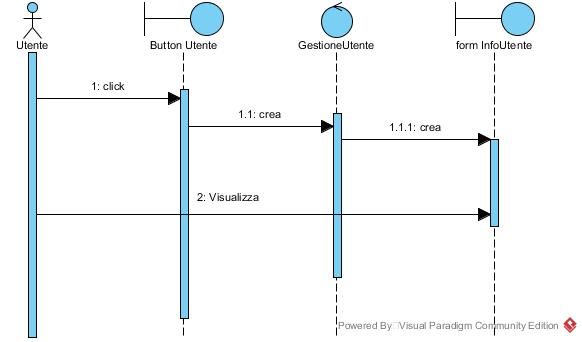 Utente
Button Utente
GestioneUtente
form InfoUtente
1: click
1.1: crea
1.1.1: crea
2: Visualizza
Powered By Visual Paradigm Community Edition